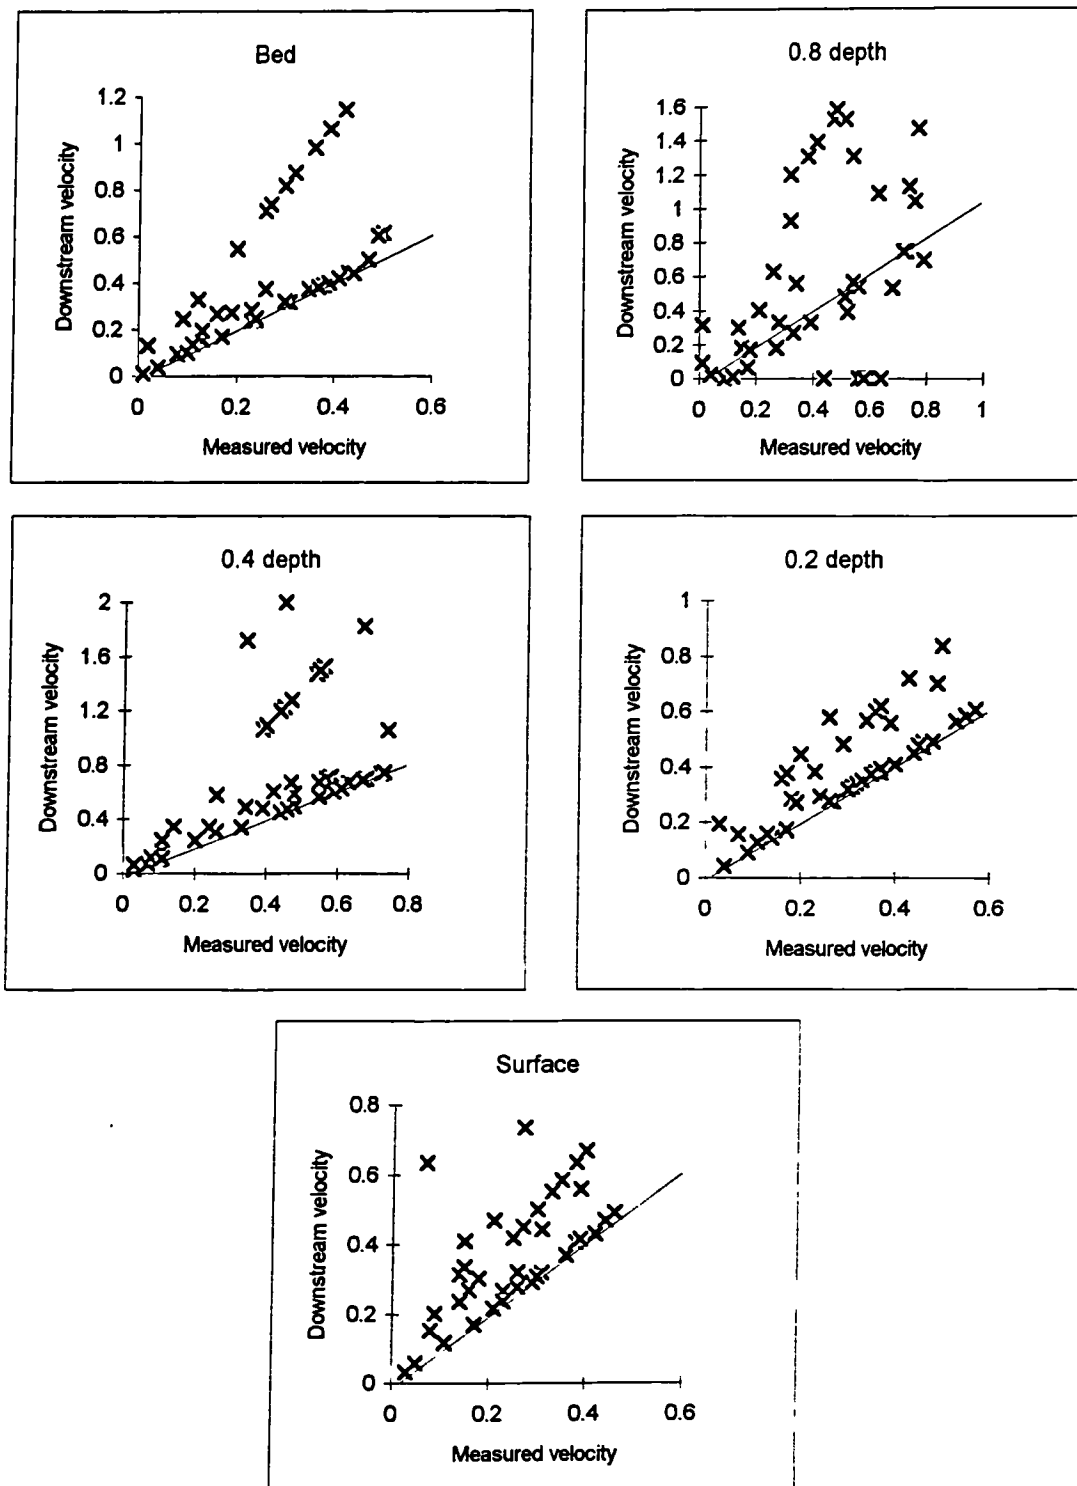 Bed
Downstream velocity
1.2
1
0.8
0.6
0.4
0.2
0
0 0.2 0.4 0.6
Measured velocity
0.8 depth
Downstream velocity
1.6
1.4
1.2
1
0.8
0.6
0.4
0.2
0
0 0.2 0.4 0.6 0.8 1
Measured velocity
0.4 depth
Downstream velocity
2
1.6
1.2
0.8
0.4
0
0 0.2 0.4 0.6 0.8
Measured velocity
0.2 depth
Downstream velocity
1
0.8
0.6
0.4
0.2
0
0 0.2 0.4 0.6
Measured velocity
Surface
Downstream velocity
0.8
0.6
0.4
0.2
0
0 0.2 0.4 0.6
Measured velocity